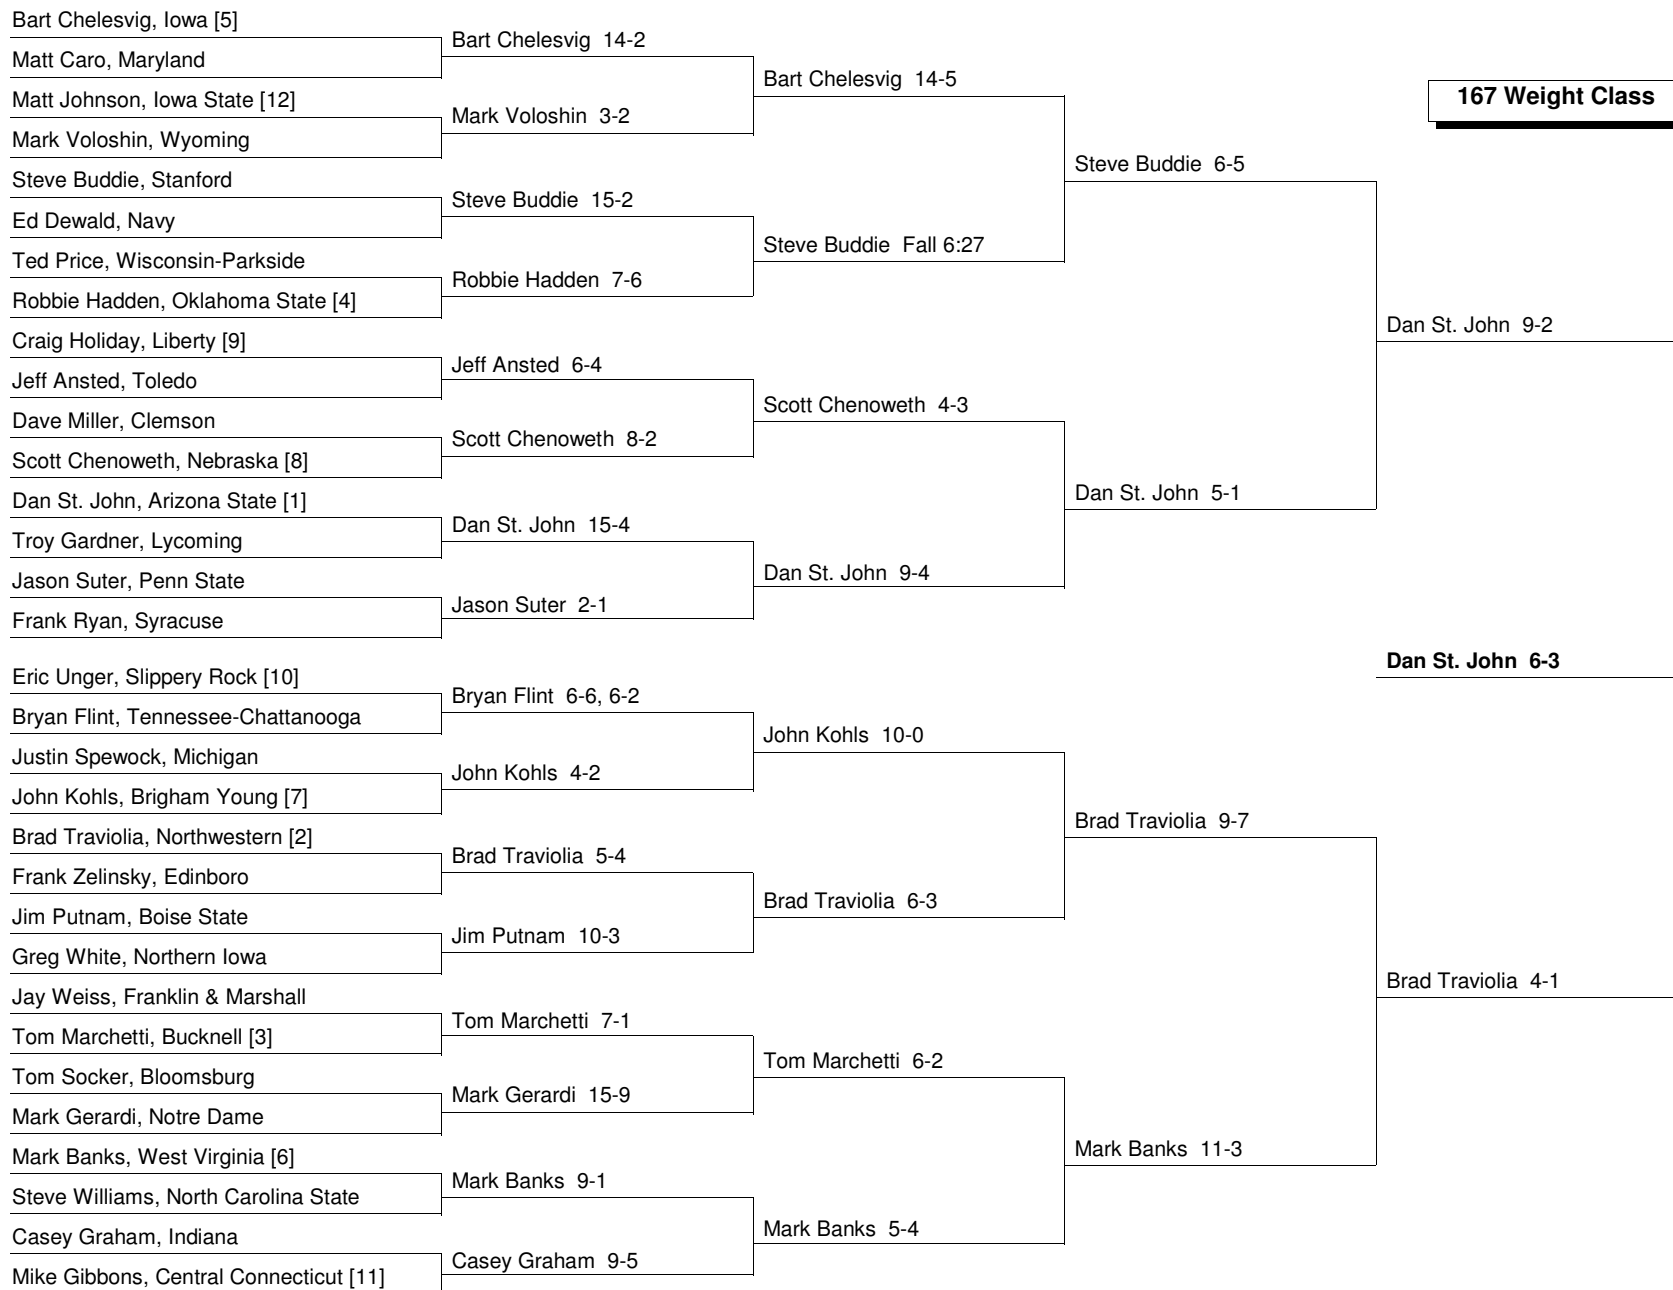 Bart Chelesvig, Iowa [5]
Matt Caro, Maryland
Matt Johnson, Iowa State [12]
Mark Voloshin, Wyoming
Steve Buddie, Stanford
Ed Dewald, Navy
Ted Price, Wisconsin-Parkside
Robbie Hadden, Oklahoma State [4]
Craig Holiday, Liberty [9]
Jeff Ansted, Toledo
Dave Miller, Clemson
Scott Chenoweth, Nebraska [8]
Dan St. John, Arizona State [1]
Troy Gardner, Lycoming
Jason Suter, Penn State
Frank Ryan, Syracuse
Eric Unger, Slippery Rock [10]
Bryan Flint, Tennessee-Chattanooga
Justin Spewock, Michigan
John Kohls, Brigham Young [7]
Brad Traviolia, Northwestern [2]
Frank Zelinsky, Edinboro
Jim Putnam, Boise State
Greg White, Northern Iowa
Jay Weiss, Franklin & Marshall
Tom Marchetti, Bucknell [3]
Tom Socker, Bloomsburg
Mark Gerardi, Notre Dame
Mark Banks, West Virginia [6]
Steve Williams, North Carolina State
Casey Graham, Indiana
Mike Gibbons, Central Connecticut [11]
Bart Chelesvig 14-2
Mark Voloshin 3-2
Steve Buddie 15-2
Robbie Hadden 7-6
Jeff Ansted 6-4
Scott Chenoweth 8-2
Dan St. John 15-4
Jason Suter 2-1
Bryan Flint 6-6, 6-2
John Kohls 4-2
Brad Traviolia 5-4
Jim Putnam 10-3
Tom Marchetti 7-1
Mark Gerardi 15-9
Mark Banks 9-1
Casey Graham 9-5
Bart Chelesvig 14-5
Steve Buddie Fall 6:27
Scott Chenoweth 4-3
Dan St. John 9-4
John Kohls 10-0
Brad Traviolia 6-3
Tom Marchetti 6-2
Mark Banks 5-4
Steve Buddie 6-5
Dan St. John 5-1
Brad Traviolia 9-7
Mark Banks 11-3
167 Weight Class
Dan St. John 9-2
Dan St. John 6-3
Brad Traviolia 4-1